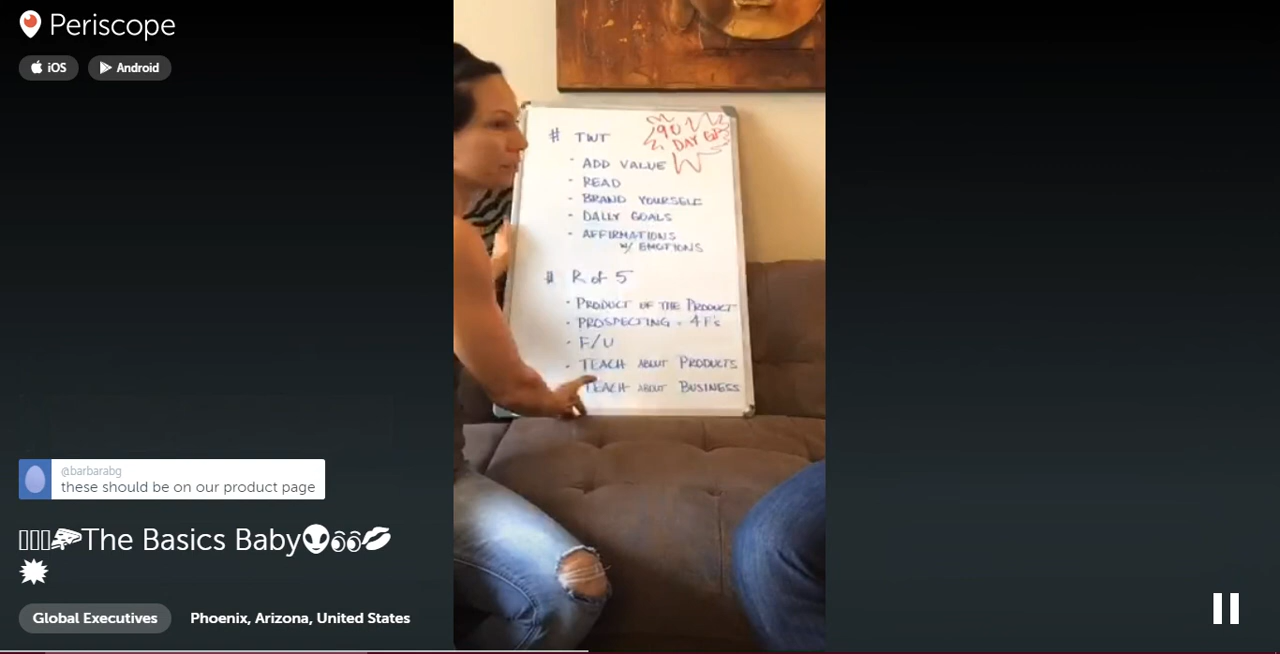 Periscope
iOS
Android
# TWT
90
DAY
· ADD VALUE
· READ
· BRAND YOURSELF
· DAILY GOALS
· AFFIRMATIONS
w/ EMOTIONS
# R of 5
· PRODUCT OF THE PRODUCT
· PROSPECTING - 4 F's
· F/U
· TEACH ABOUT PRODUCTS
TEACH ABOUT BUSINESS
@barbarabg
these should be on our product page
The Basics Baby
Global Executives
Phoenix, Arizona, United States